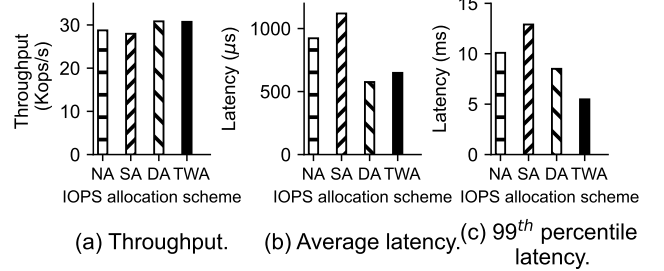 Throughput
(Kops/s)
30
20
10
0
NA SA DA TWA
IOPS allocation scheme
(a) Throughput.
Latency (μs)
1000
500
0
NA SA DA TWA
IOPS allocation scheme
(b) Average latency.
Latency (ms)
15
10
5
0
NA SA DA TWA
IOPS allocation scheme
(c) 99th percentile
latency.